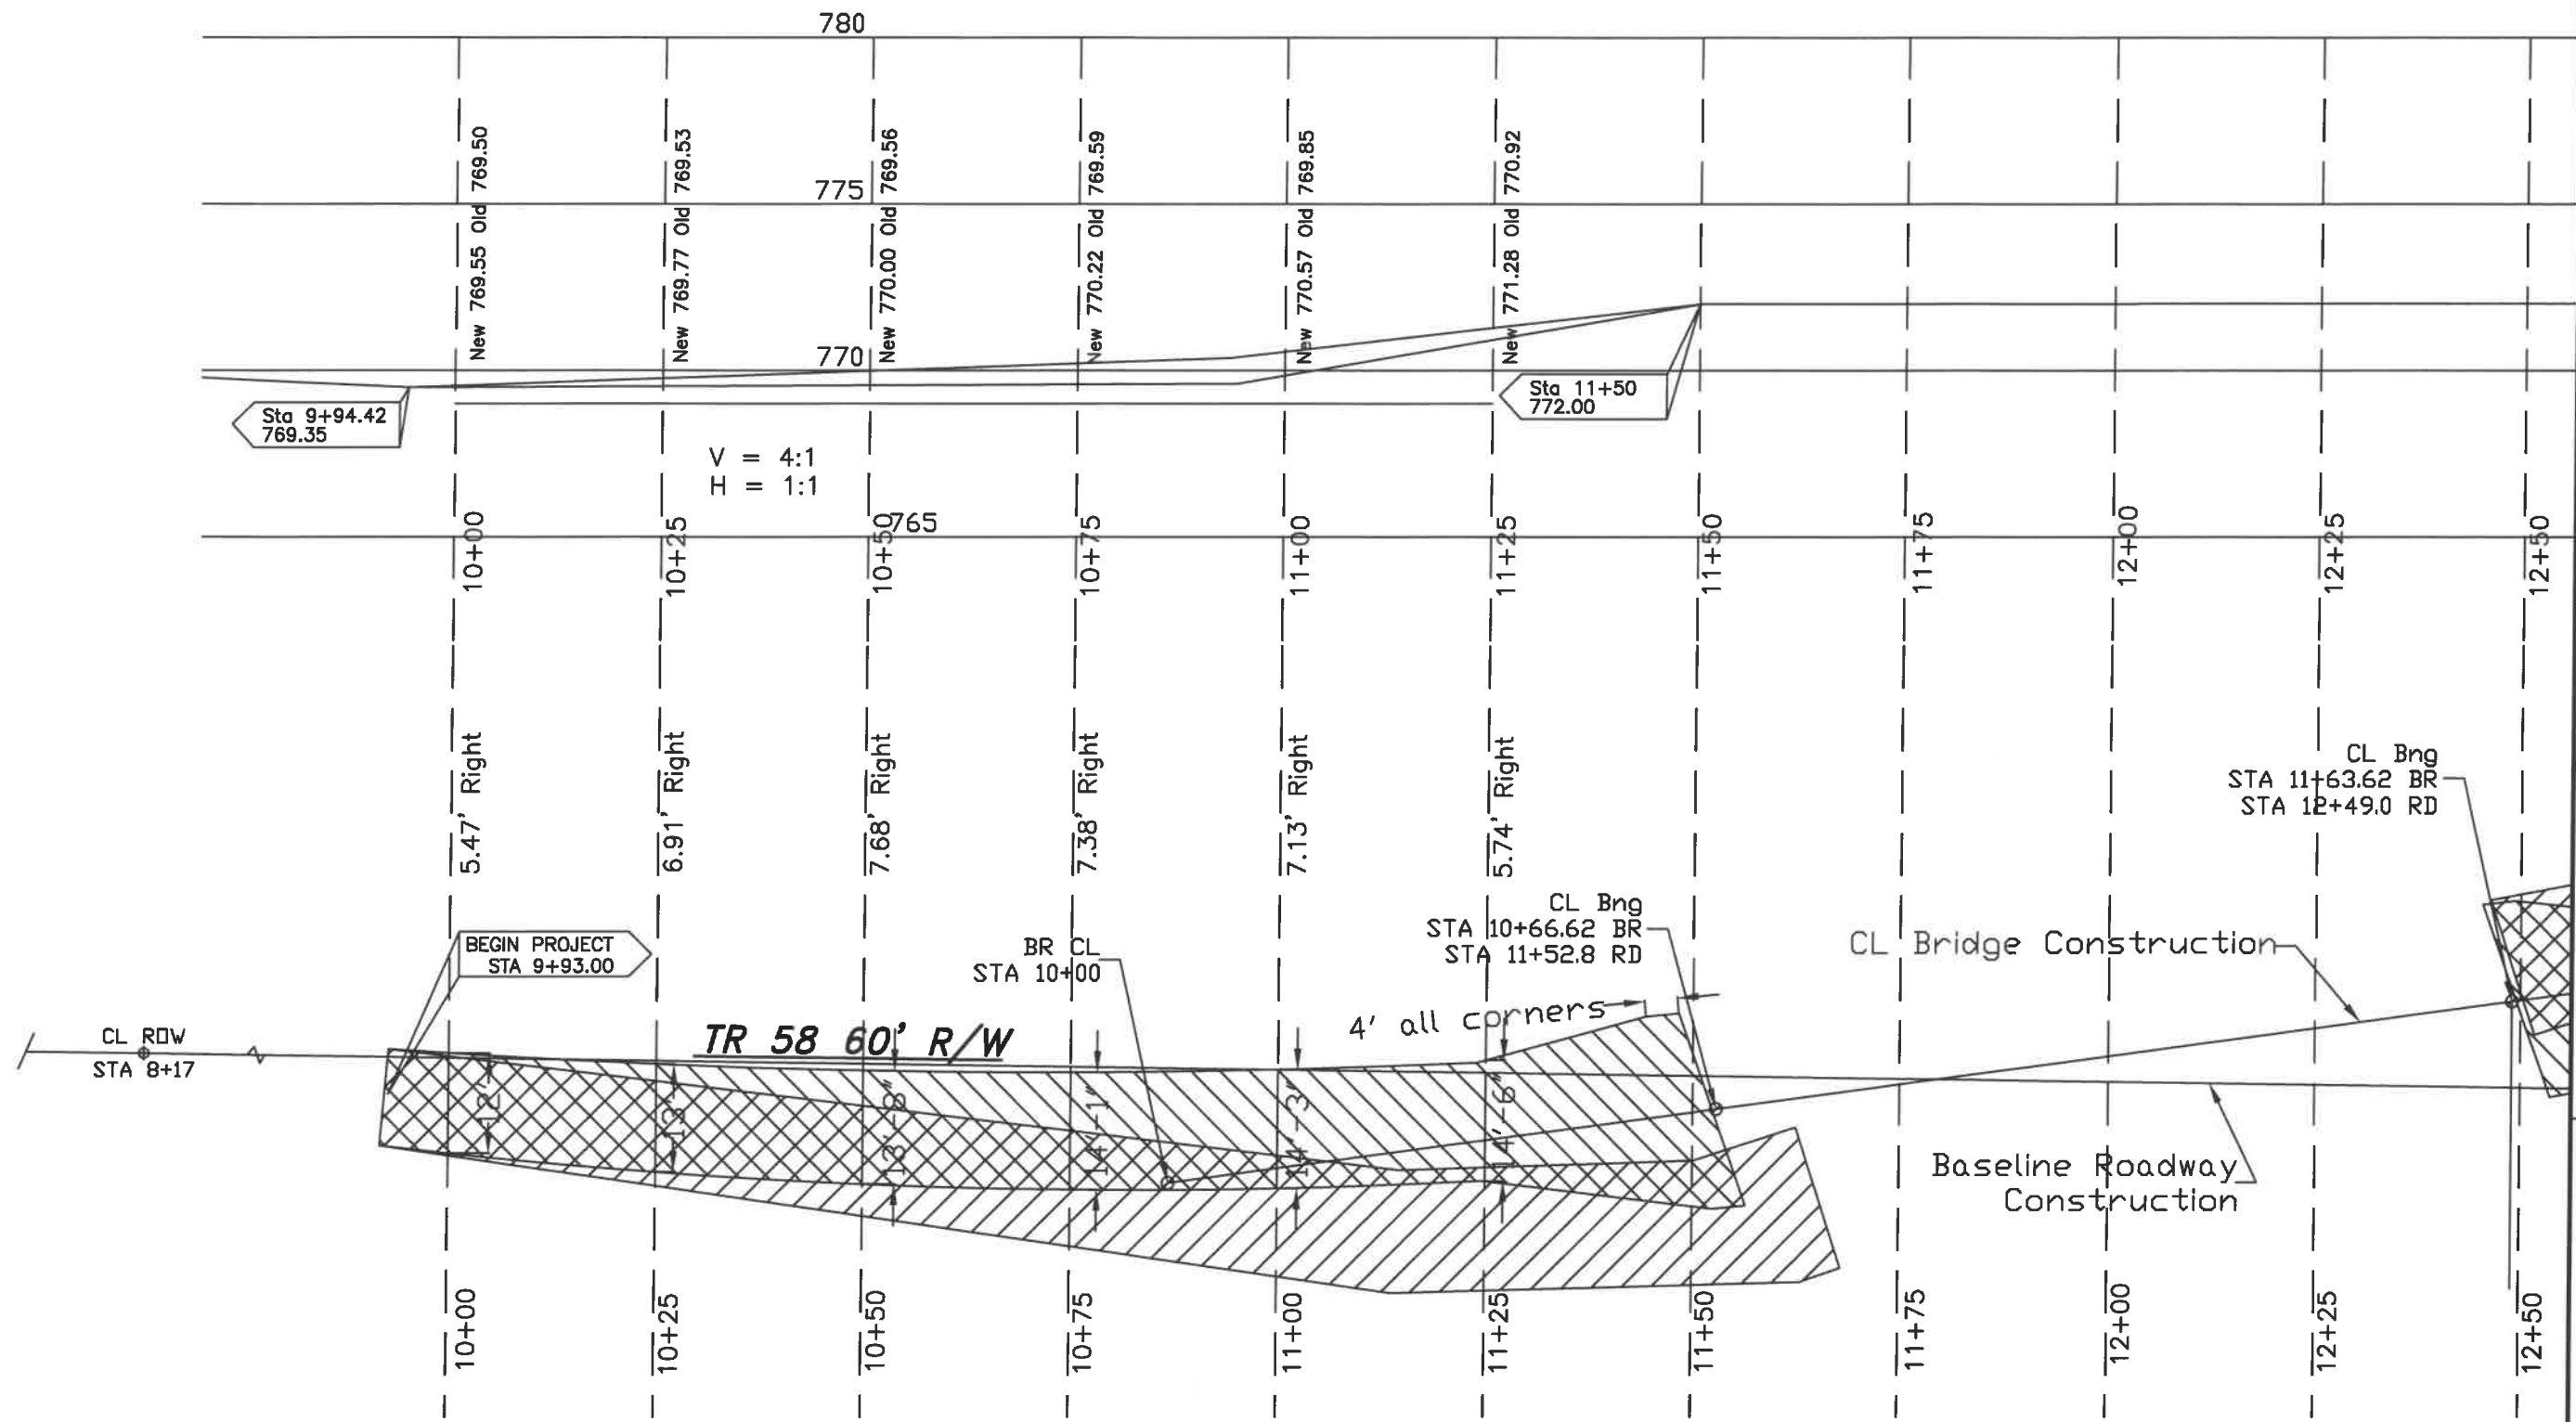 780
New 769.55 Old 769.50
New 769.77 Old 769.53
New 770.00 Old 769.56
New 770.22 Old 769.59
New 770.57 Old 769.85
New 771.28 Old 770.92
775
770
Sta 9+94.42
769.35
Sta 11+50
772.00
V = 4:1
H = 1:1
765
10+00
10+25
10+50
10+75
11+00
11+25
11+50
11+75
12+00
12+25
12+50
5.47' Right
6.91' Right
7.68' Right
7.38' Right
7.13' Right
5.74' Right
CL Bng
STA 11+63.62 BR
STA 12+49.0 RD
CL Bng
STA 10+66.62 BR
STA 11+52.8 RD
BEGIN PROJECT
STA 9+93.00
BR CL
STA 10+00
CL Bridge Construction
4' all corners
CL ROW
STA 8+17
TR 58 60' R/W
12'
13'
13'-8"
14'-1"
14'-3"
14'-6"
Baseline Roadway
Construction
10+00
10+25
10+50
10+75
11+00
11+25
11+50
11+75
12+00
12+25
12+50